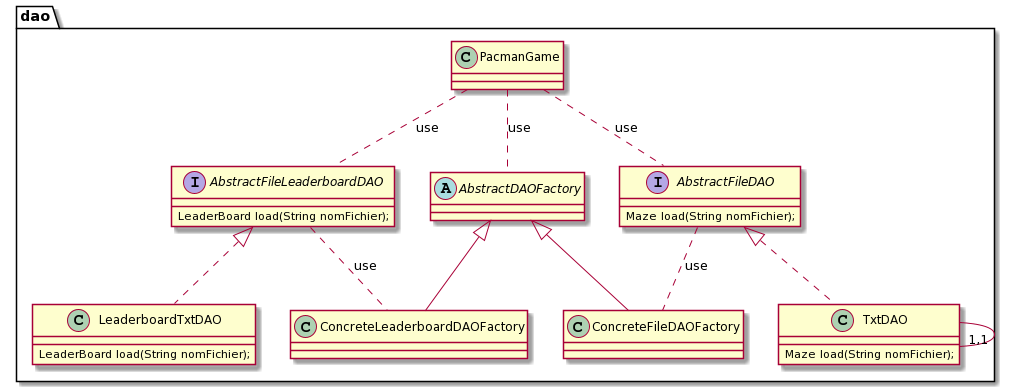 dao
C PacmanGame
use
use
use
I AbstractFileLeaderboardDAO
LeaderBoard load(String nomFichier);
A AbstractDAOFactory
I AbstractFileDAO
Maze load(String nomFichier);
use
use
C LeaderboardTxtDAO
LeaderBoard load(String nomFichier);
C ConcreteLeaderboardDAOFactory
C ConcreteFileDAOFactory
C TxtDAO
Maze load(String nomFichier);
1,1